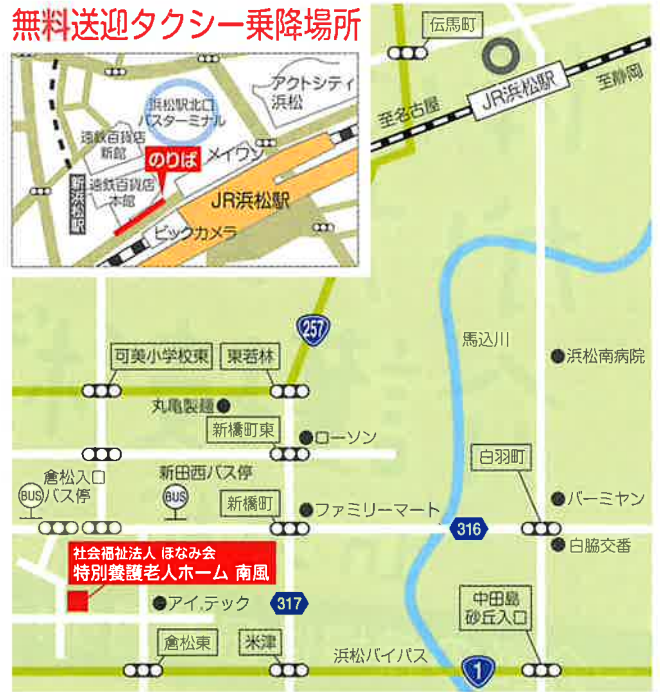 無料送迎タクシー乗降場所
伝馬町
JR浜松駅
至静岡
至名古屋
アクトシティ
浜松
浜松駅北口
バスターミナル
遠鉄百貨店
新館
のりば
メイワン
新浜松駅
遠鉄百貨店
本館
JR浜松駅
ビックカメラ
257
馬込川
可美小学校東
東若林
浜松南病院
丸亀製麺
新橋町東
ローソン
白羽町
倉松入口
バス停
BUS
新田西バス停
BUS
新橋町
ファミリーマート
バーミヤン
316
白脇交番
社会福祉法人 ほなみ会
特別養護老人ホーム 南風
アイ.テック
317
中田島
砂丘入口
倉松東
米津
浜松バイパス
1